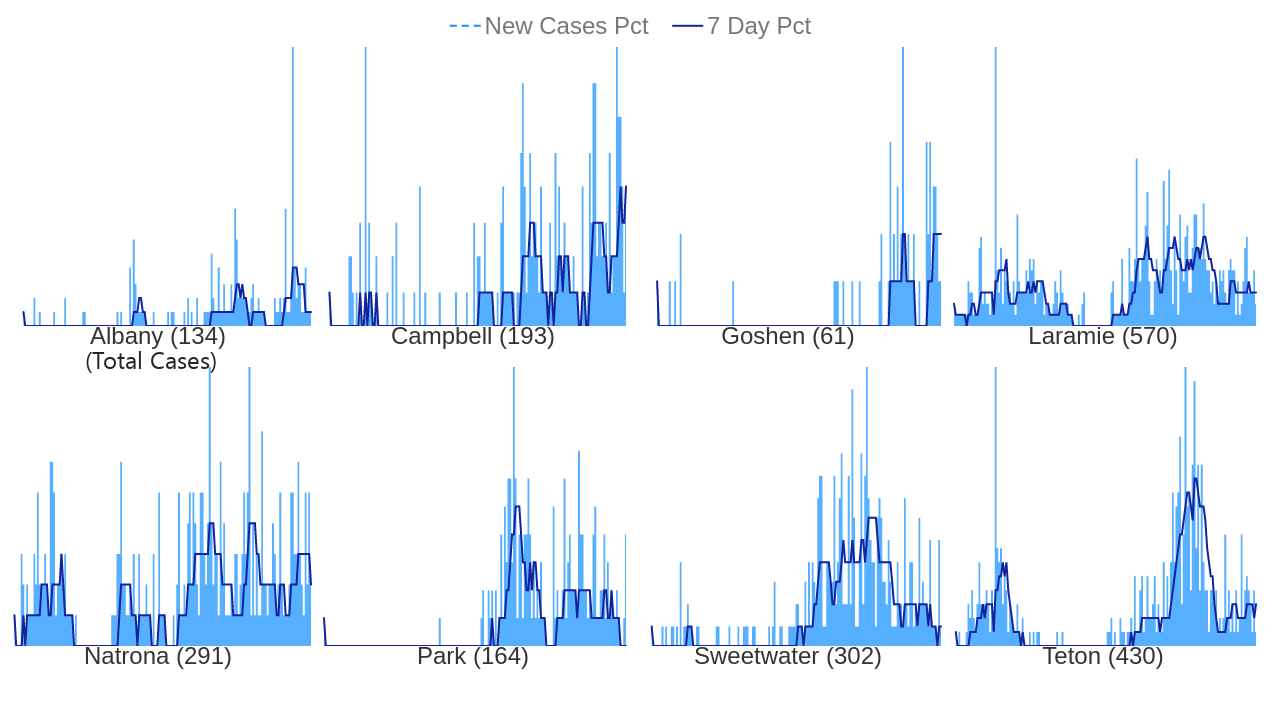 New Cases Pct 7 Day Pct
Albany (134) Campbell (193) Goshen (61) Laramie (570)
(Total Cases)
Natrona (291) Park (164) Sweetwater (302) Teton (430)